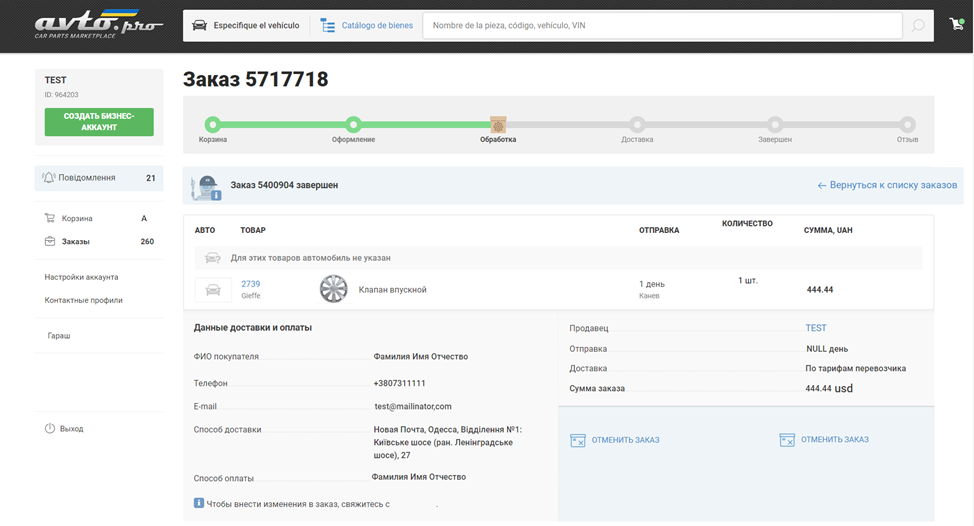 avto.pro
CAR PARTS MARKETPLACE
Especifique el vehículo
Catálogo de bienes
Nombre de la pieza, código, vehículo, VIN
TEST
ID: 964203
СОЗДАТЬ БИЗНЕС-
АККАУНТ
Повідомлення 21
Корзина А
Заказы 260
Настройки аккаунта
Контактные профили
Гараш
Выход
Заказ 5717718
Корзина Оформление Обработка Доставка Завершен Отзыв
Заказ 5400904 завершен
← Вернуться к списку заказов
АВТО ТОВАР ОТПРАВКА КОЛИЧЕСТВО СУММА, UAH
Для этих товаров автомобиль не указан
2739
Gieffe
Клапан впускной
1 день
Канев
1 шт.
444.44
Данные доставки и оплаты
ФИО покупателя Фамилия Имя Отчество
Телефон +3807311111
E-mail test@mailinator,com
Способ доставки Новая Почта, Одесса, Відділення №1:
Київське шосе (ран. Ленінградське
шосе), 27
Способ оплаты Фамилия Имя Отчество
Чтобы внести изменения в заказ, свяжитесь с .
Продавец TEST
Отправка NULL день
Доставка По тарифам перевозчика
Сумма заказа 444.44 usd
ОТМЕНИТЬ ЗАКАЗ
ОТМЕНИТЬ ЗАКАЗ